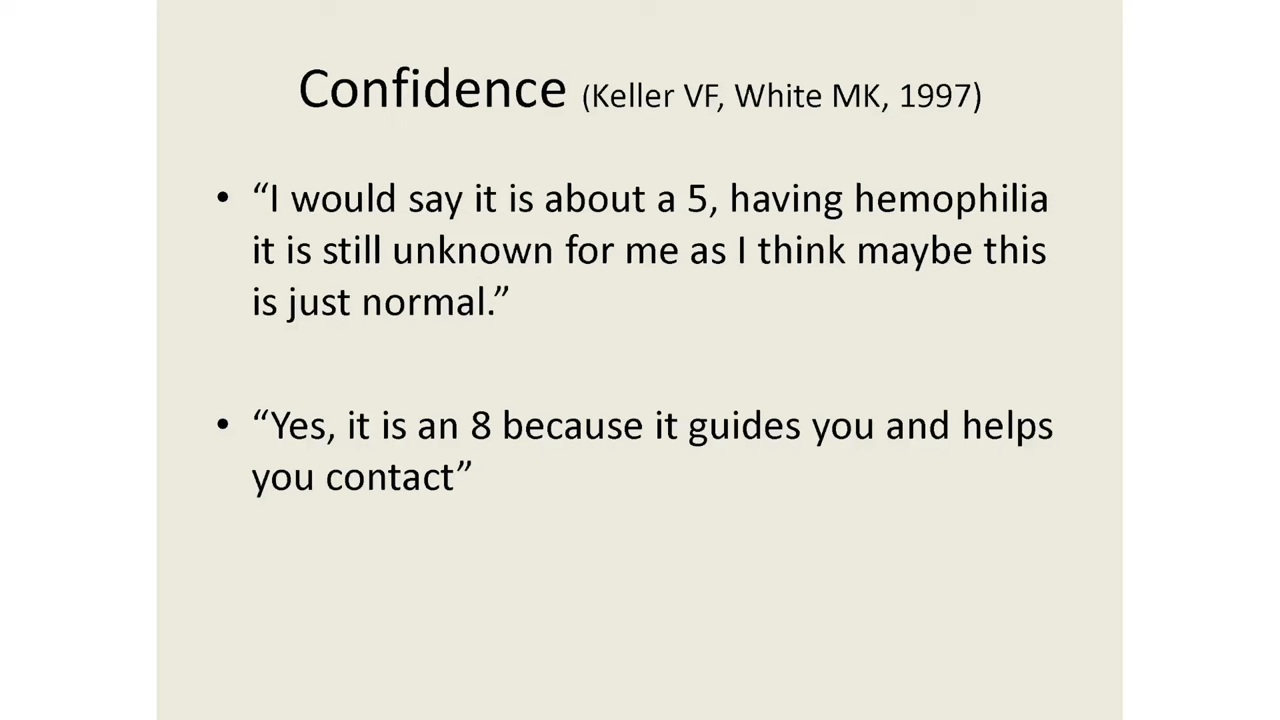 Confidence (Keller VF, White MK, 1997)
• “I would say it is about a 5, having hemophilia
it is still unknown for me as I think maybe this
is just normal.”
• “Yes, it is an 8 because it guides you and helps
you contact”